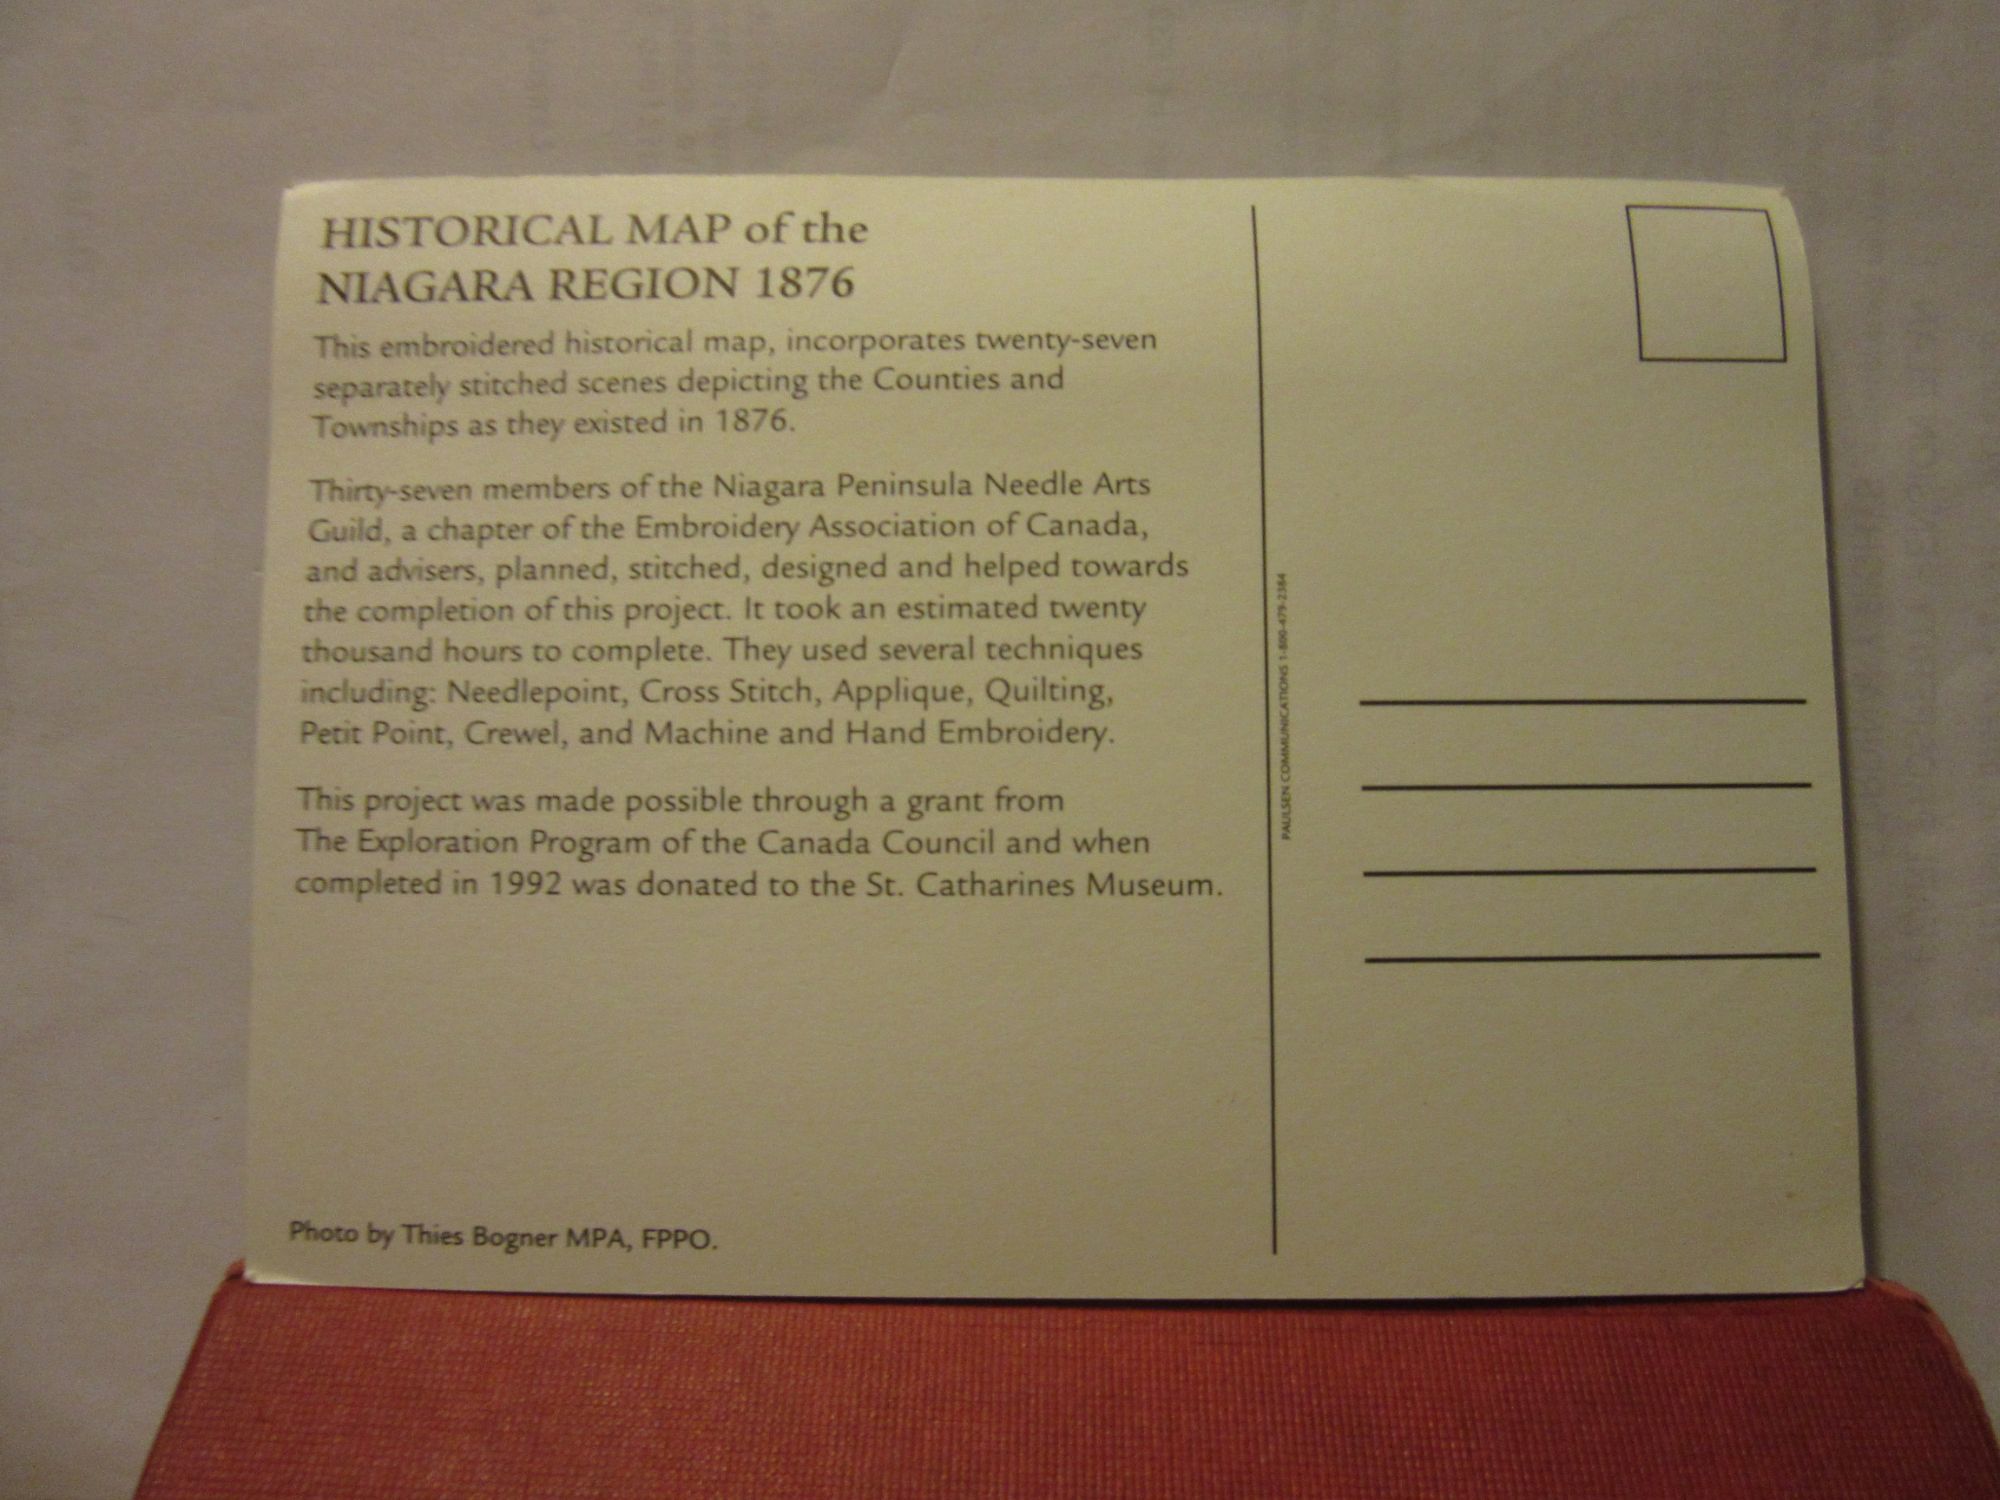 HISTORICAL MAP of the
NIAGARA REGION 1876
This embroidered historical map, incorporates twenty-seven
separately stitched scenes depicting the Counties and
Townships as they existed in 1876.
Thirty-seven members of the Niagara Peninsula Needle Arts
Guild, a chapter of the Embroidery Association of Canada,
and advisers, planned, stitched, designed and helped towards
the completion of this project. It took an estimated twenty
thousand hours to complete. They used several techniques
including: Needlepoint, Cross Stitch, Applique, Quilting,
Petit Point, Crewel, and Machine and Hand Embroidery.
This project was made possible through a grant from
The Exploration Program of the Canada Council and when
completed in 1992 was donated to the St. Catharines Museum.
Photo by Thies Bogner MPA, FPPO.
PAULSEN COMMUNICATIONS 1-800-479-2384